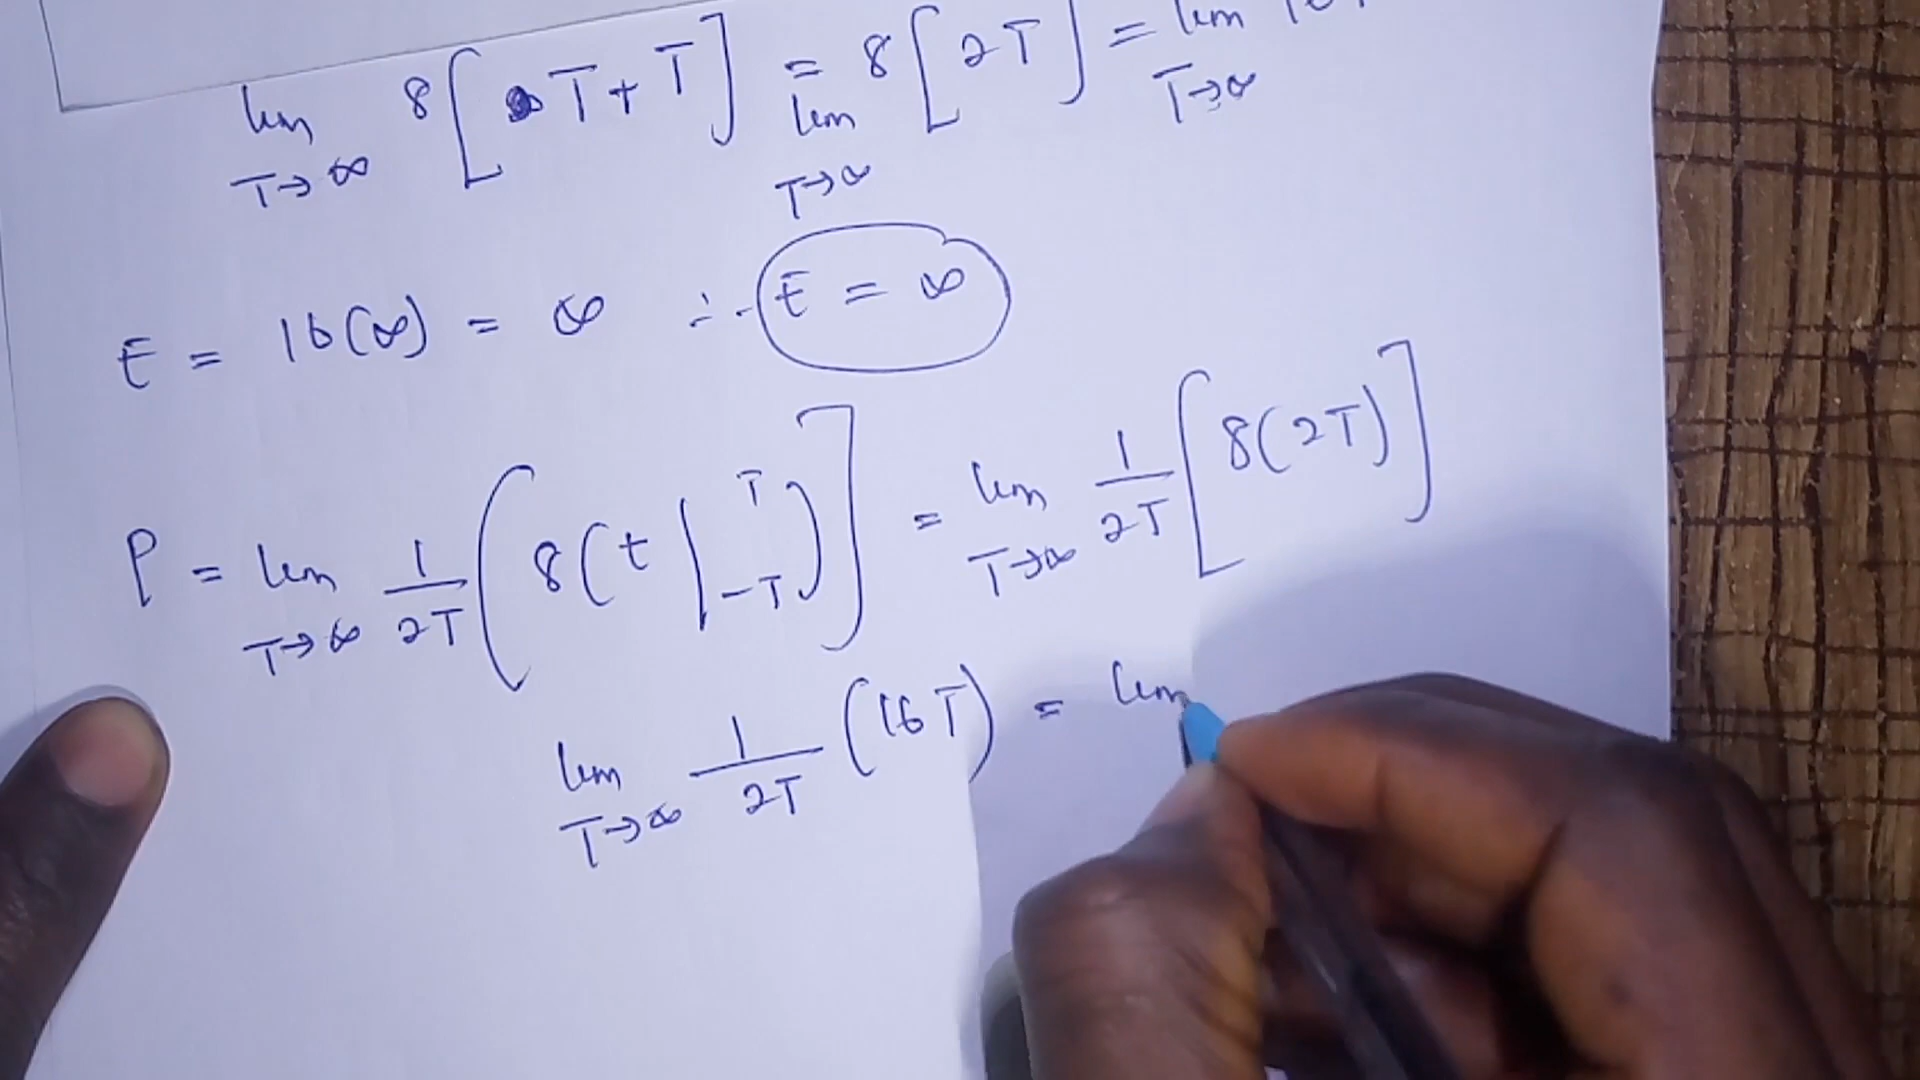 lim T→∞ 8[T + T] = lim T→∞ 8[2T] = lim T→∞
E = 16(∞) = ∞ ∴ E = ∞
P = lim T→∞ 1/2T (8(t |T -T)] = lim T→∞ 1/2T [8(2T)]
lim T→∞ 1/2T (16T) = lim